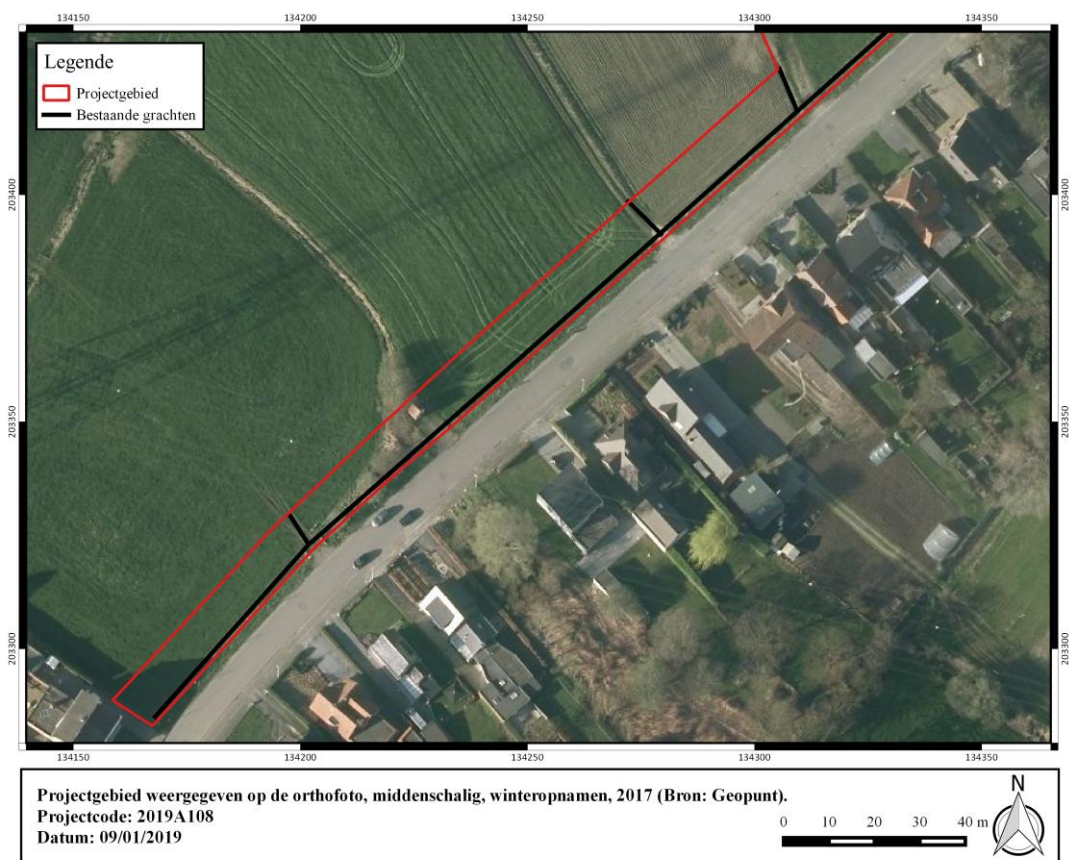 134150 134200 134250 134300 134350
Legende
Projectgebied
Bestaande grachten
203400 203400
203350 203350
203300 203300
134150 134200 134250 134300 134350
Projectgebied weergegeven op de orthofoto, middenschalig, winteropnamen, 2017 (Bron: Geopunt).
Projectcode: 2019A108
Datum: 09/01/2019
N
0 10 20 30 40 m